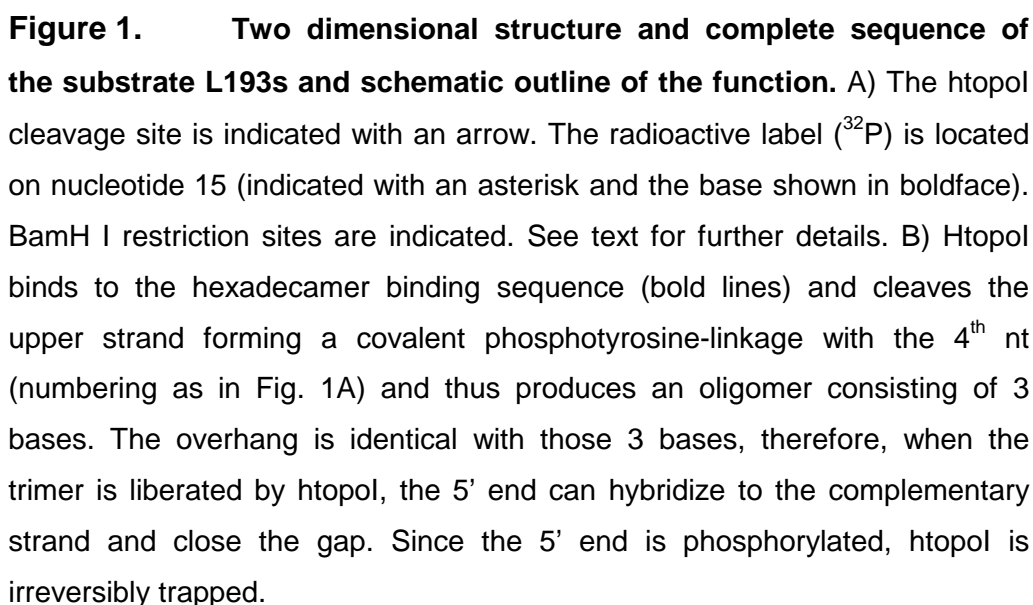 Figure 1. Two dimensional structure and complete sequence of
the substrate L193s and schematic outline of the function. A) The htopoI
cleavage site is indicated with an arrow. The radioactive label (³²P) is located
on nucleotide 15 (indicated with an asterisk and the base shown in boldface).
BamH I restriction sites are indicated. See text for further details. B) HtopoI
binds to the hexadecamer binding sequence (bold lines) and cleaves the
upper strand forming a covalent phosphotyrosine-linkage with the 4th nt
(numbering as in Fig. 1A) and thus produces an oligomer consisting of 3
bases. The overhang is identical with those 3 bases, therefore, when the
trimer is liberated by htopoI, the 5’ end can hybridize to the complementary
strand and close the gap. Since the 5’ end is phosphorylated, htopoI is
irreversibly trapped.